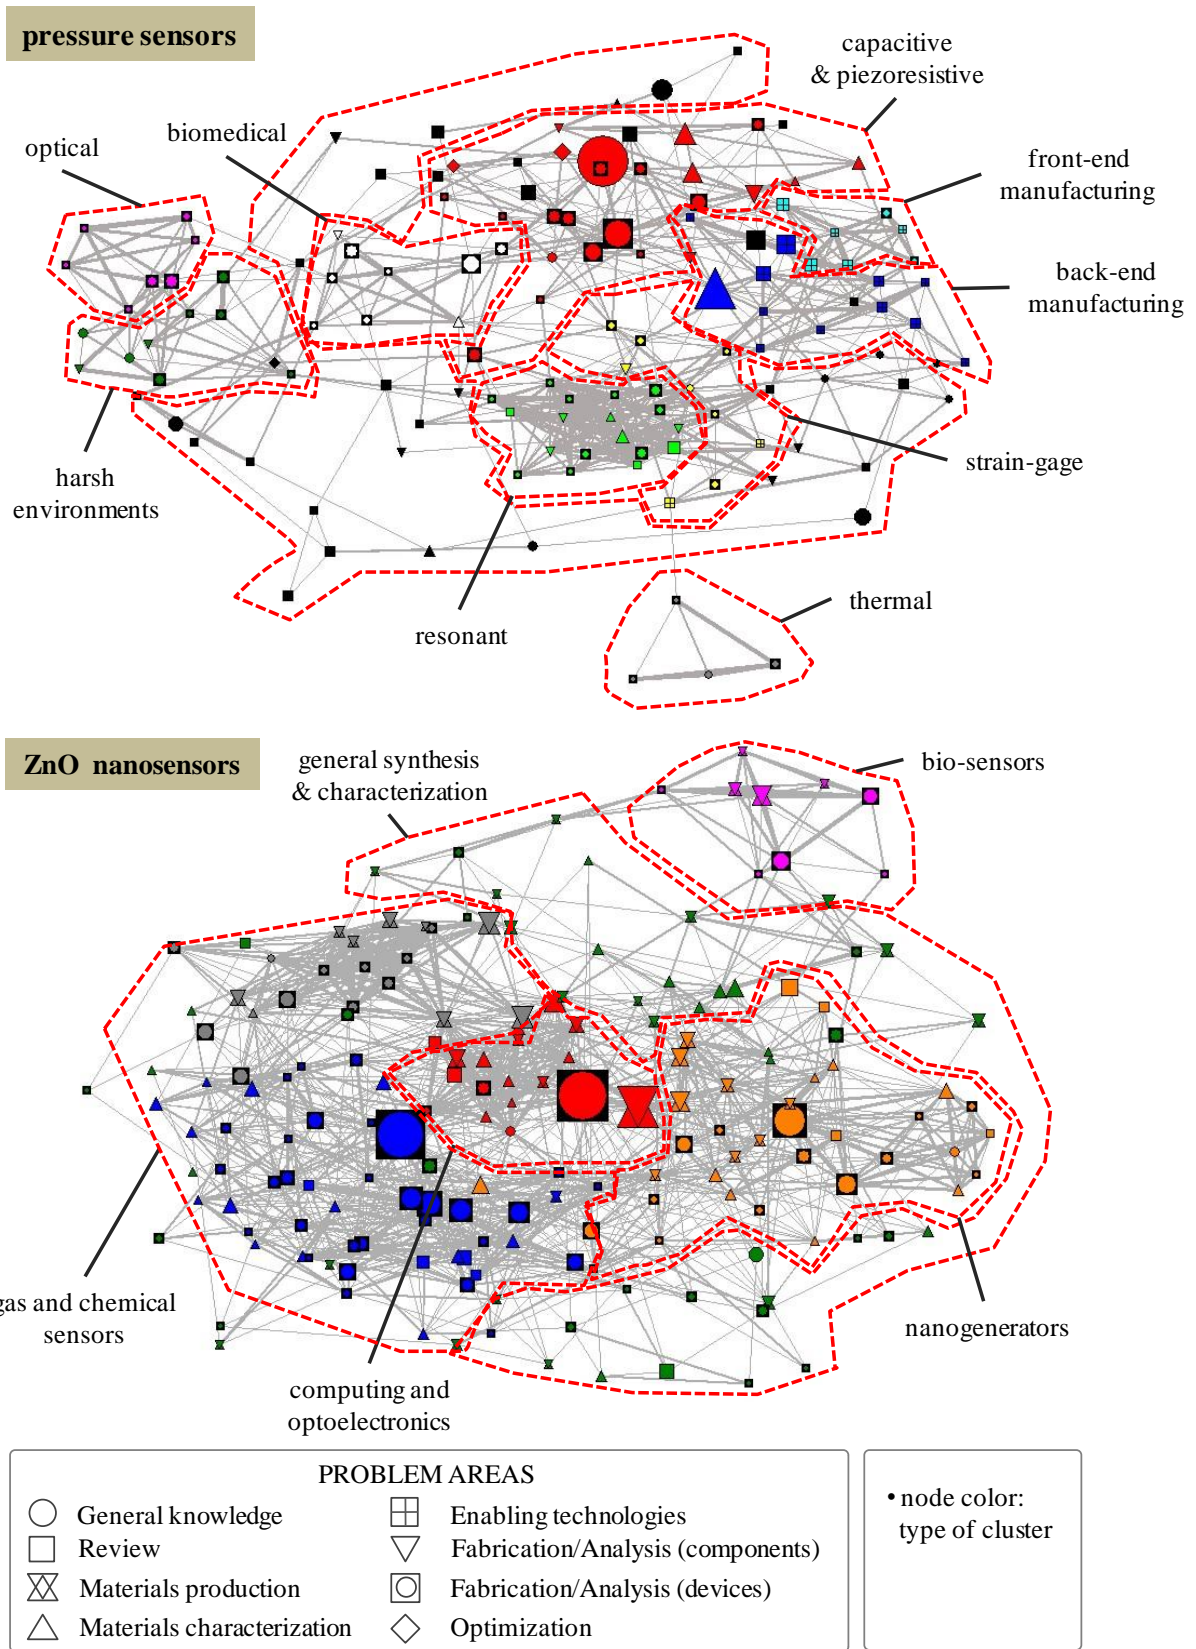 pressure sensors
capacitive
& piezoresistive
biomedical
optical
front-end
manufacturing
back-end
manufacturing
harsh
environments
strain-gage
resonant
thermal
ZnO nanosensors
general synthesis
& characterization
bio-sensors
gas and chemical
sensors
nanogenerators
computing and
optoelectronics
PROBLEM AREAS
General knowledge
Review
Materials production
Materials characterization
Enabling technologies
Fabrication/Analysis (components)
Fabrication/Analysis (devices)
Optimization
• node color:
type of cluster